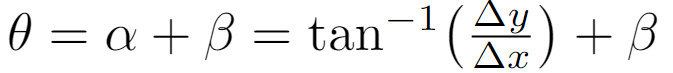 θ = α + β = tan⁻¹(Δy/Δx) + β